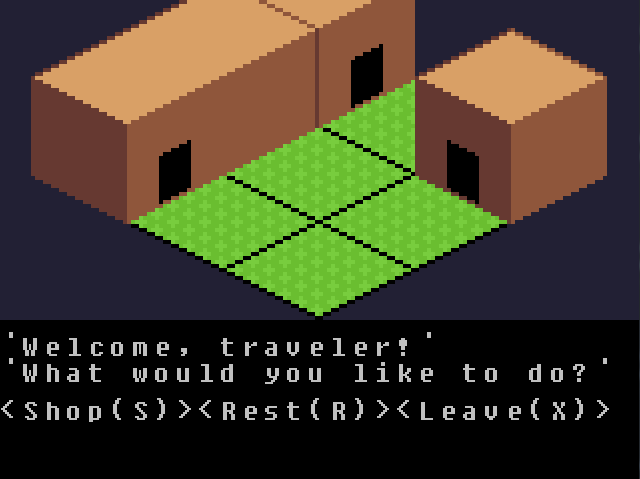 'Welcome, traveler!'
'What would you like to do?'
<Shop(S)><Rest(R)><Leave(X)>